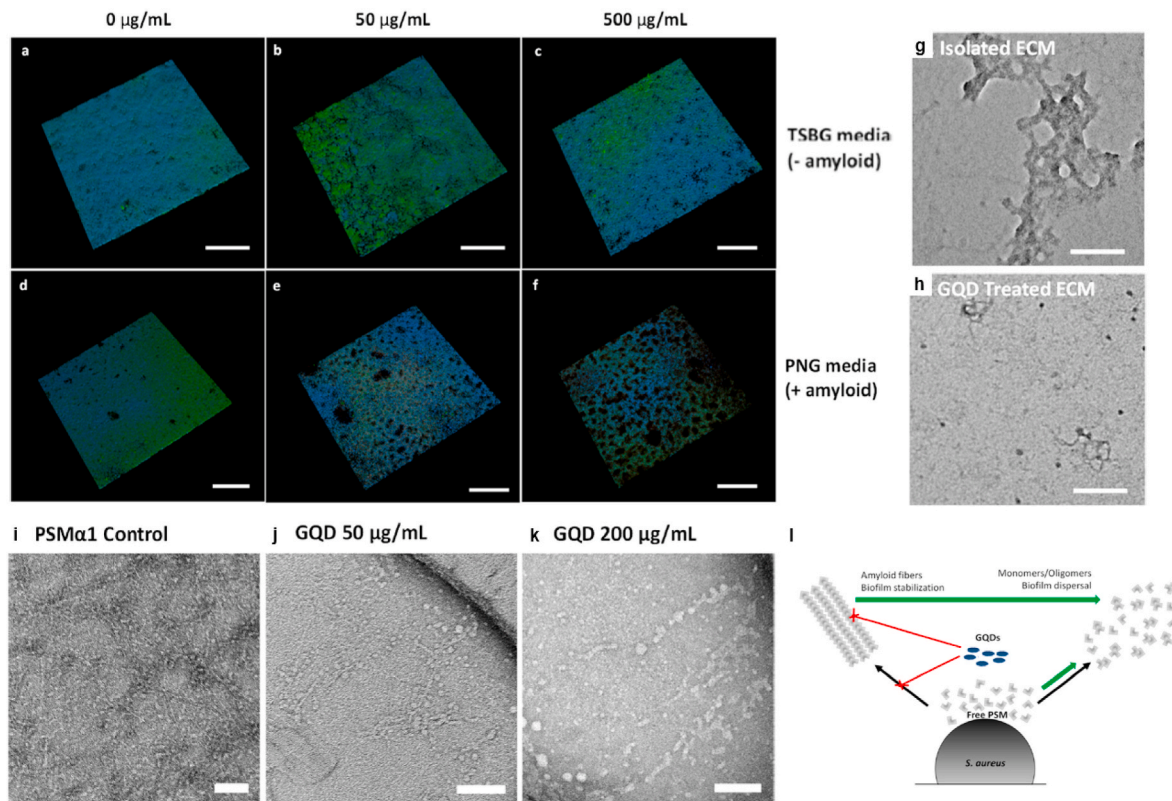 0 µg/mL
50 µg/mL
500 µg/mL
a
b
c
TSBG media
(- amyloid)
d
e
f
PNG media
(+ amyloid)
g Isolated ECM
h GQD Treated ECM
i PSMα1 Control
j GQD 50 µg/mL
k GQD 200 µg/mL
l
Amyloid fibers
Biofilm stabilization
Monomers/Oligomers
Biofilm dispersal
GQDs
Free PSM
S. aureus